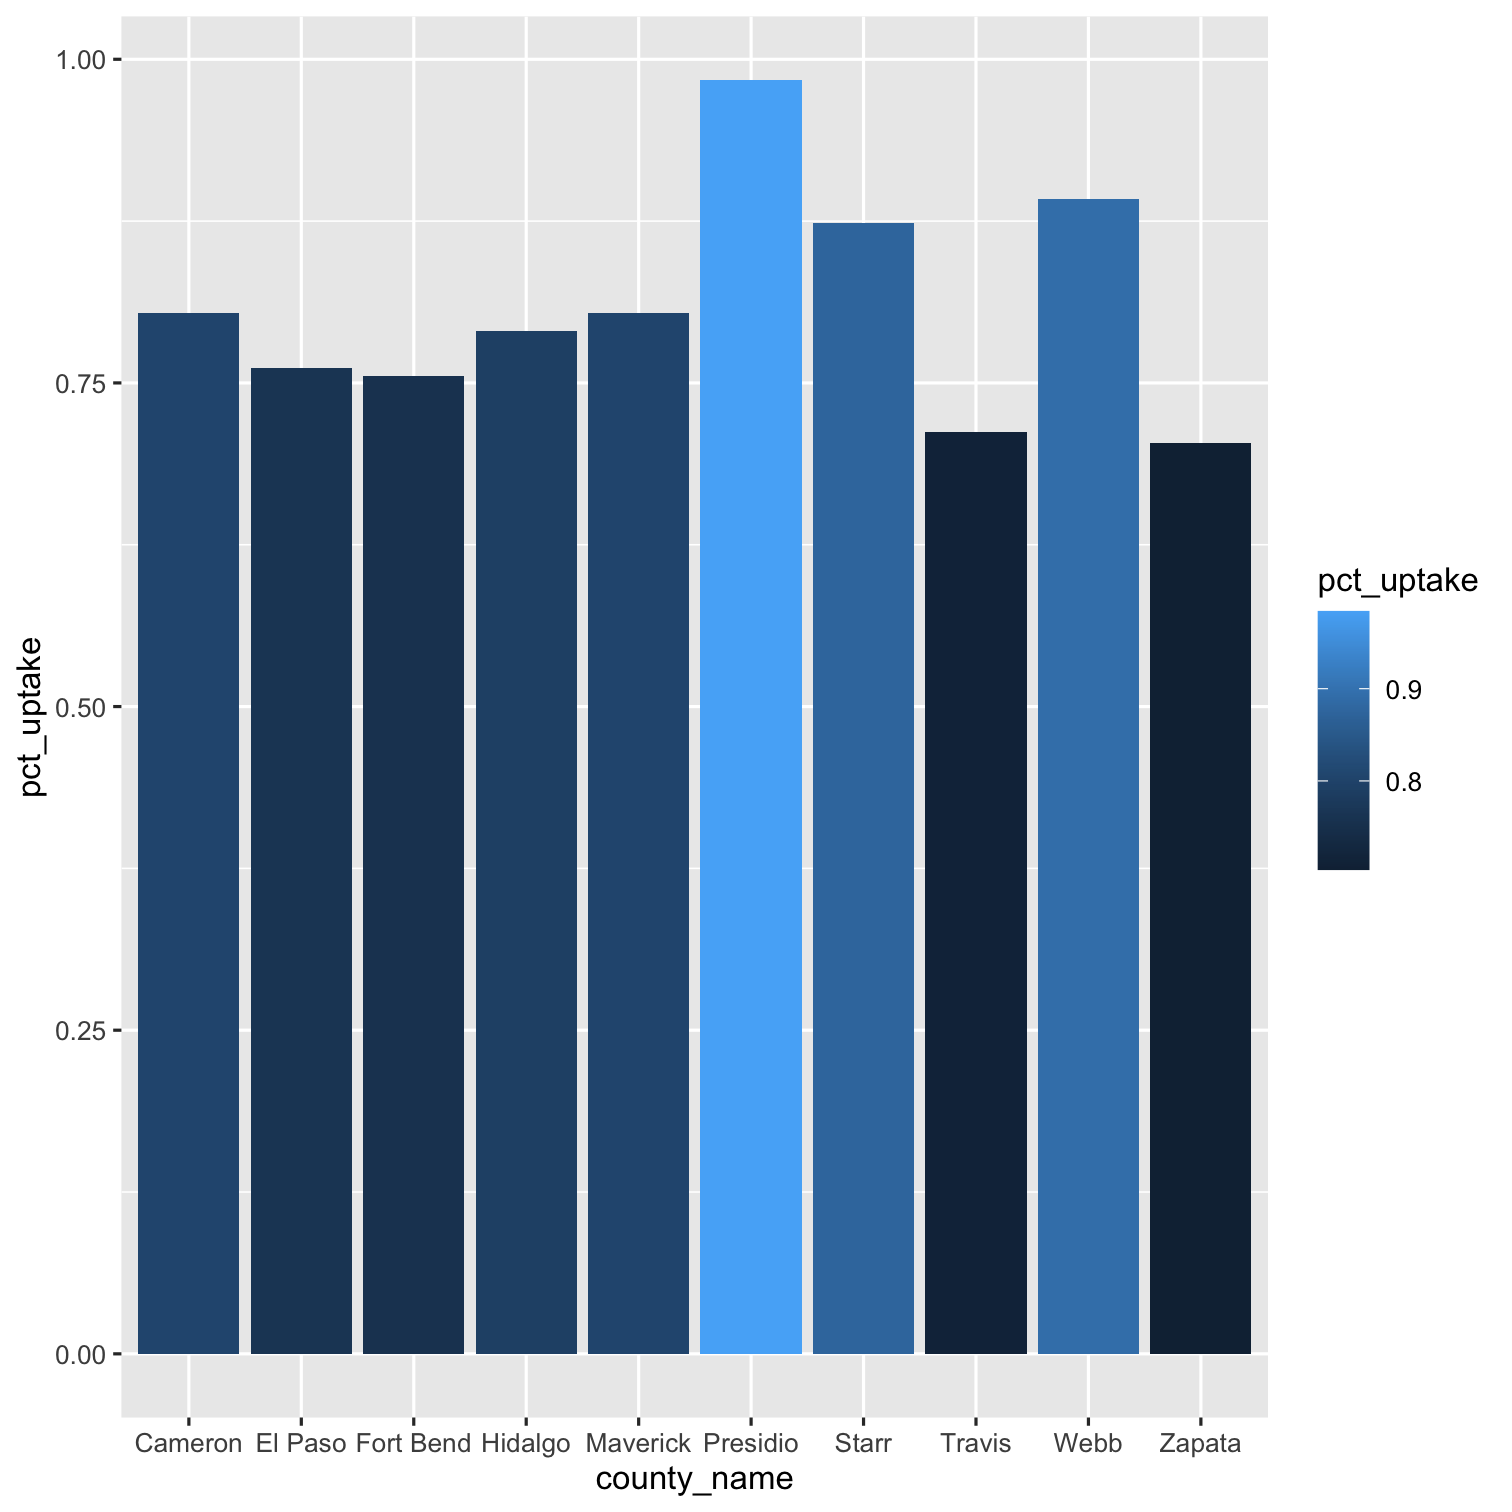 1.00
0.75
0.50
0.25
0.00
pct_uptake
Cameron El Paso Fort Bend Hidalgo Maverick Presidio Starr Travis Webb Zapata
county_name
pct_uptake
0.9
0.8